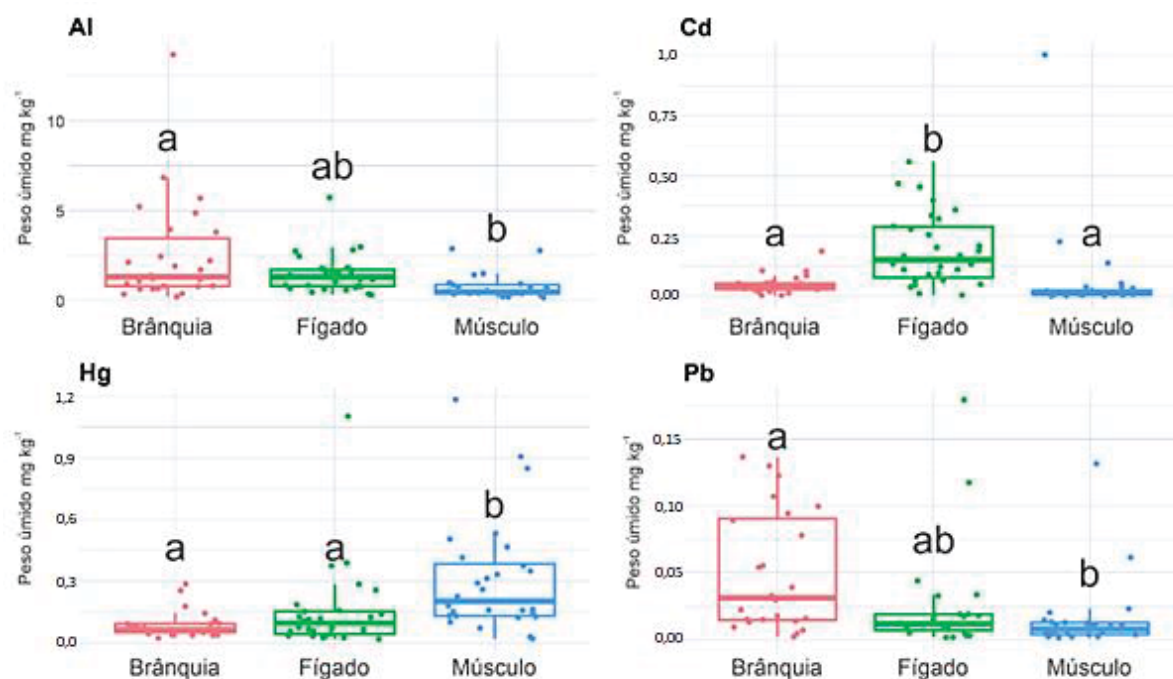 Al
Peso úmido mg kg⁻¹
10
5
0
a
ab
b
Brânquia Fígado Músculo
Cd
Peso úmido mg kg⁻¹
1,0
0,75
0,50
0,25
0,00
a
b
a
Brânquia Fígado Músculo
Hg
Peso úmido mg kg⁻¹
1,2
0,9
0,5
0,3
0,0
a
a
b
Brânquia Fígado Músculo
Pb
Peso úmido mg kg⁻¹
0,15
0,10
0,05
0,00
a
ab
b
Brânquia Fígado Músculo